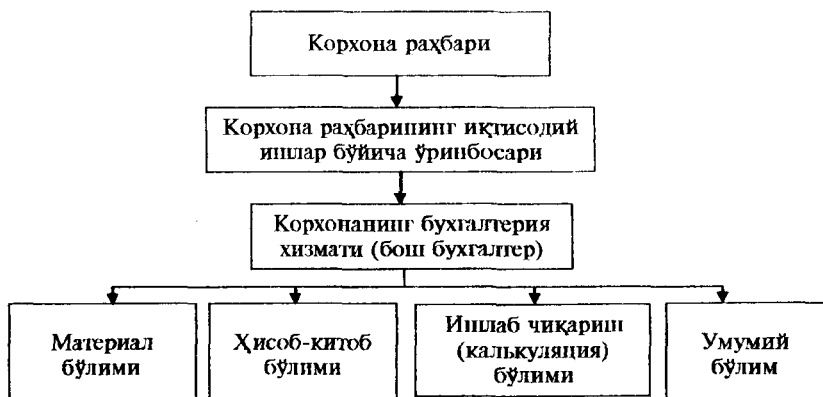 Корхона раҳбари
Корхона раҳбарининг иқтисодий
ишлар бўйича ўринбосари
Корхонанинг бухгалтерия
хизмати (бош бухгалтер)
Материал
бўлими
Ҳисоб-китоб
бўлими
Ишлаб чиқариш
(калькуляция)
бўлими
Умумий
бўлим